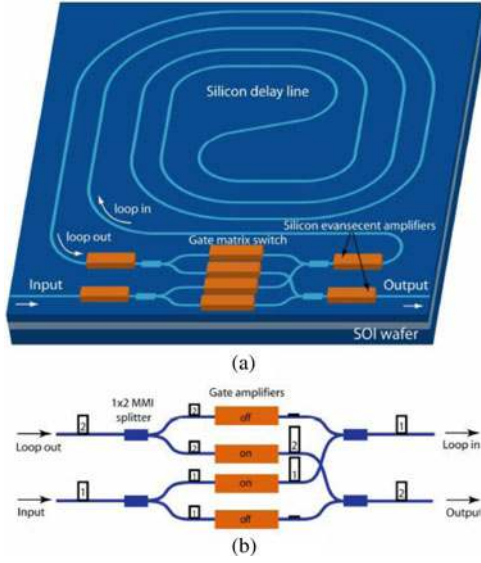 Silicon delay line
loop in
loop out
Silicon evansecent amplifiers
Gate matrix switch
Input
Output
SOI wafer
(a)
1x2 MMI
splitter
Gate amplifiers
2
2
off
1
Loop out
2
on
2
Loop in
1
1
on
1
2
Input
1
off
Output
(b)